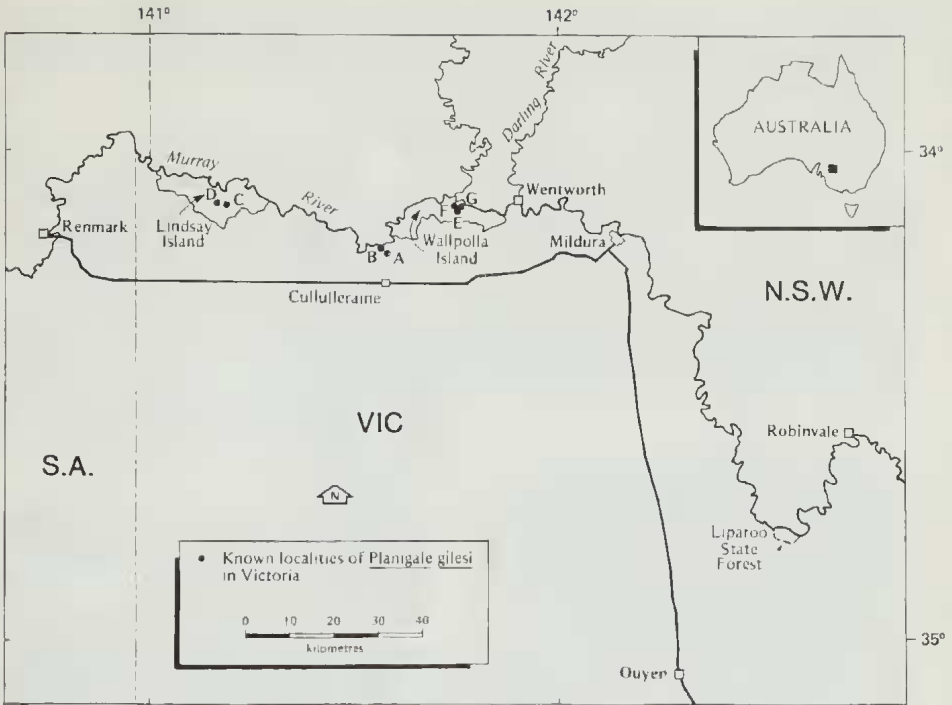 141°
142°
AUSTRALIA
34°
35°
Darling
River
Murray
River
Wentworth
D C
G
F
E
Renmark
Lindsay
Island
Wallpolla
Island
Mildura
B A
Cullulleraine
N.S.W.
VIC
Robinvale
S.A.
N
Liparoo
State
Forest
• Known localities of Planigale gilesi
in Victoria
0 10 20 30 40
kilometres
Ouyen